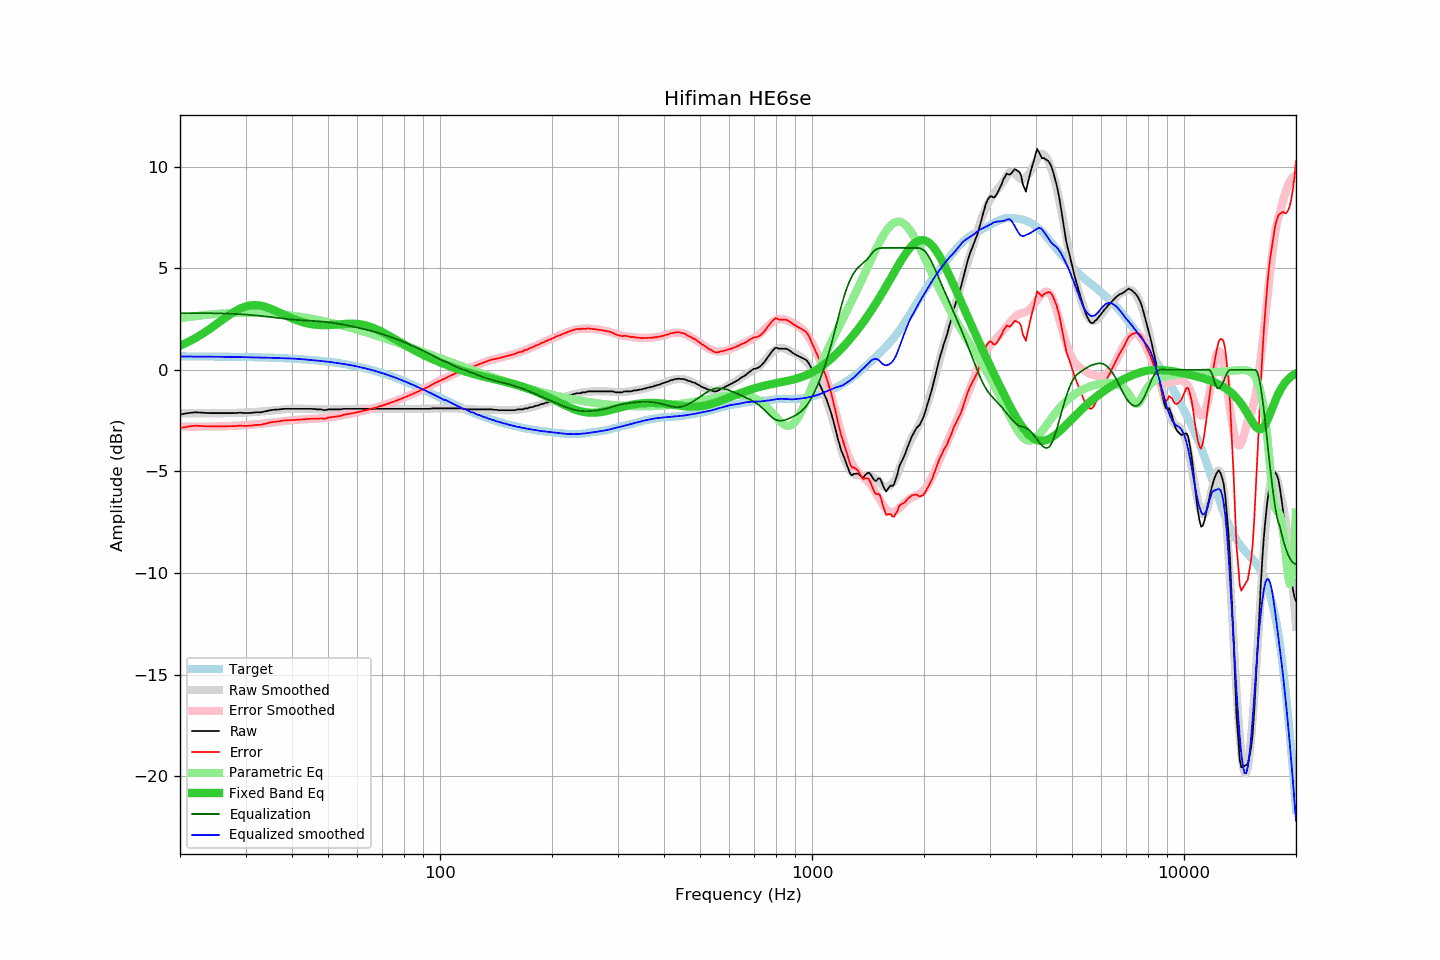 Hifiman HE6se
Amplitude (dBr)
10
5
0
−5
−10
−15
−20
Target
Raw Smoothed
Error Smoothed
Raw
Error
Parametric Eq
Fixed Band Eq
Equalization
Equalized smoothed
100
1000
10000
Frequency (Hz)